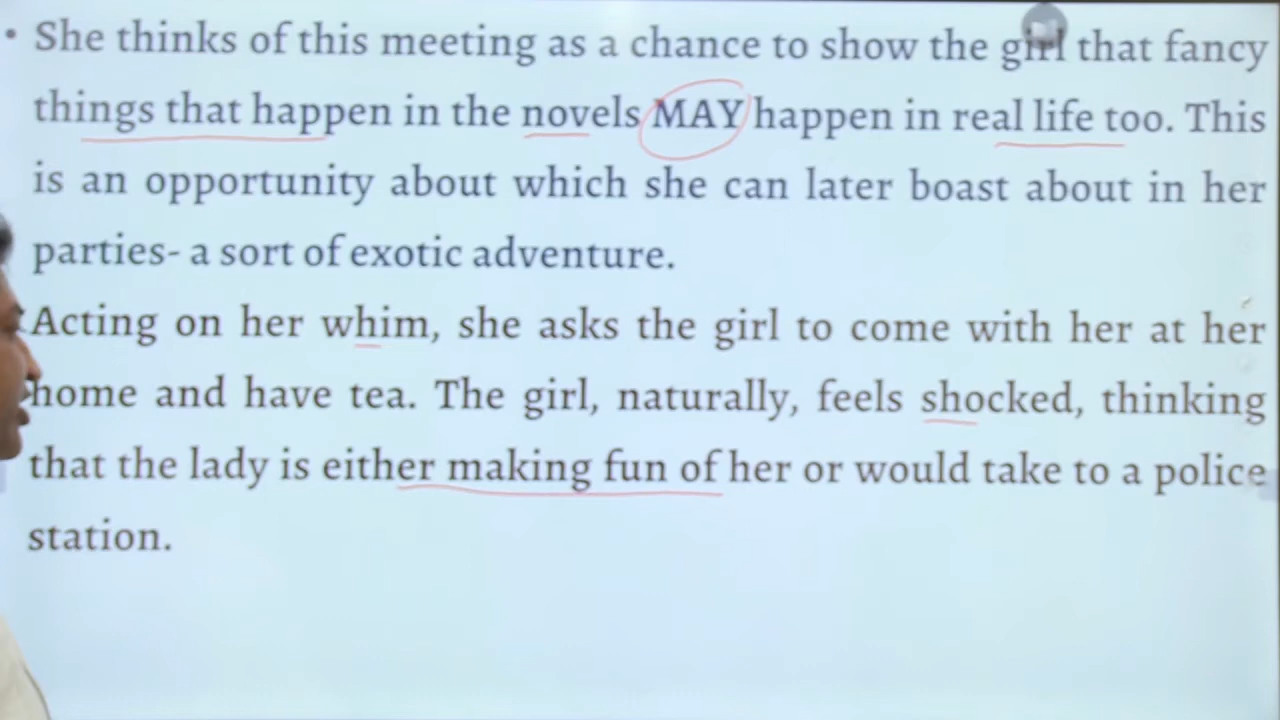 • She thinks of this meeting as a chance to show the girl that fancy
things that happen in the novels MAY happen in real life too. This
is an opportunity about which she can later boast about in her
parties- a sort of exotic adventure.
Acting on her whim, she asks the girl to come with her at her
home and have tea. The girl, naturally, feels shocked, thinking
that the lady is either making fun of her or would take to a police
station.